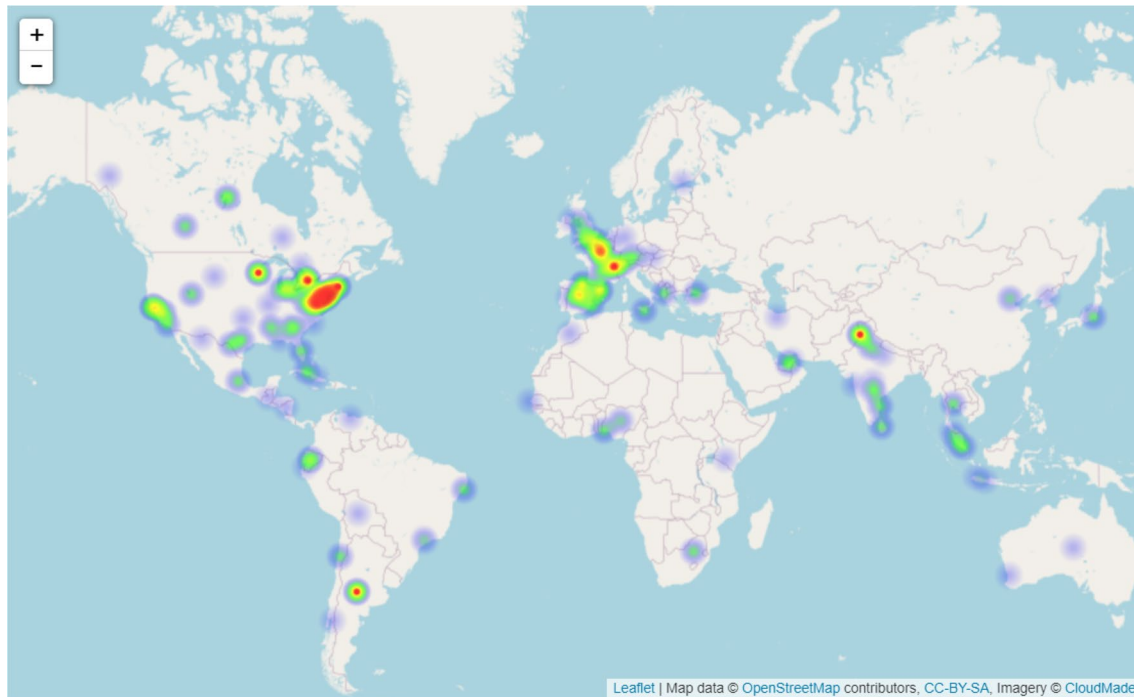 +
−
Leaflet | Map data © OpenStreetMap contributors, CC-BY-SA, Imagery © CloudMade